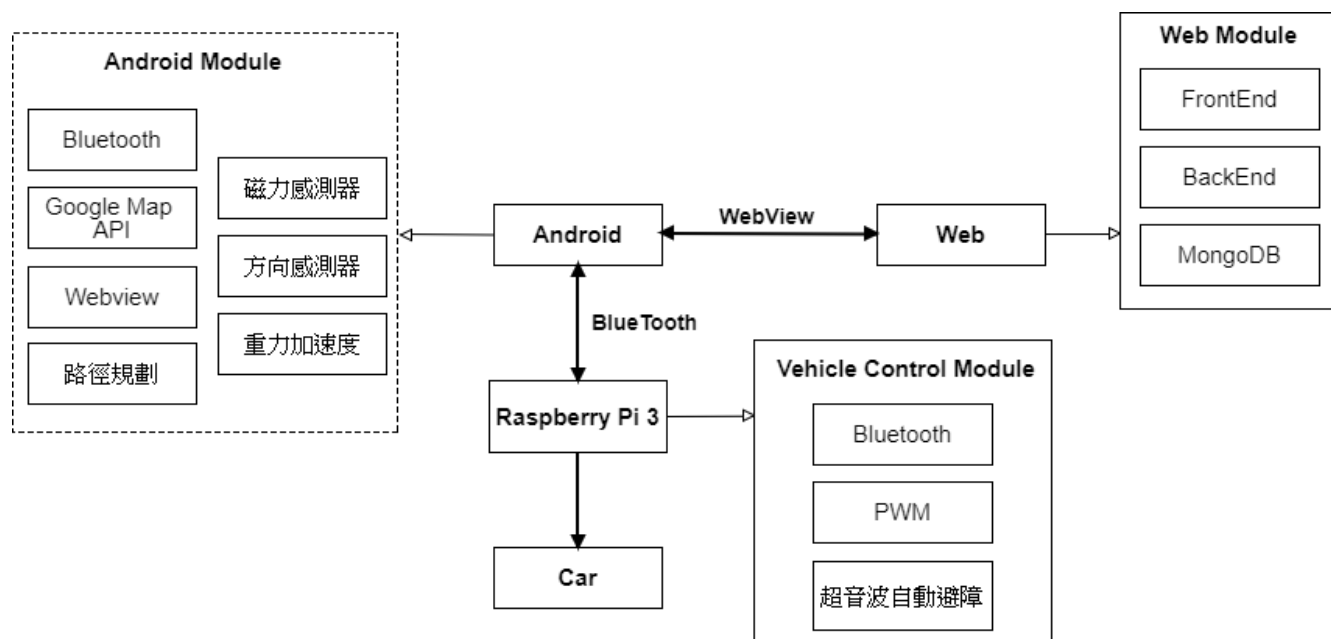 Android Module
Bluetooth
Google Map
API
Webview
路徑規劃
磁力感測器
方向感測器
重力加速度
Android
WebView
Web
BlueTooth
Raspberry Pi 3
Car
Web Module
FrontEnd
BackEnd
MongoDB
Vehicle Control Module
Bluetooth
PWM
超音波自動避障